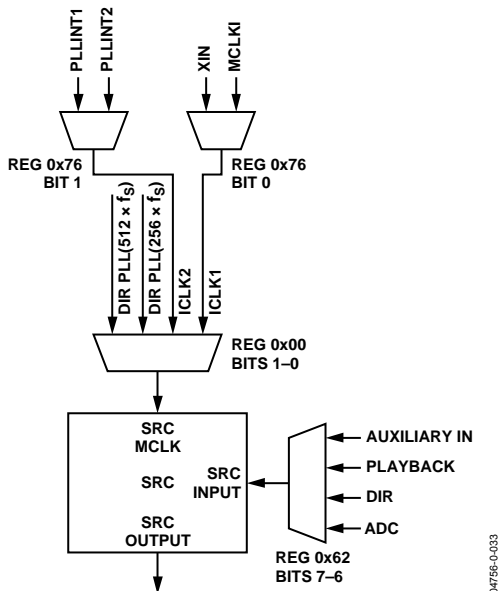 PLLINT1
PLLINT2
XIN
MCLKI
REG 0x76
BIT 1
REG 0x76
BIT 0
DIR PLL(512 × fS)
DIR PLL(256 × fS)
ICLK2
ICLK1
REG 0x00
BITS 1–0
SRC
MCLK
SRC
SRC
INPUT
SRC
OUTPUT
AUXILIARY IN
PLAYBACK
DIR
ADC
REG 0x62
BITS 7–6
04756-0-033